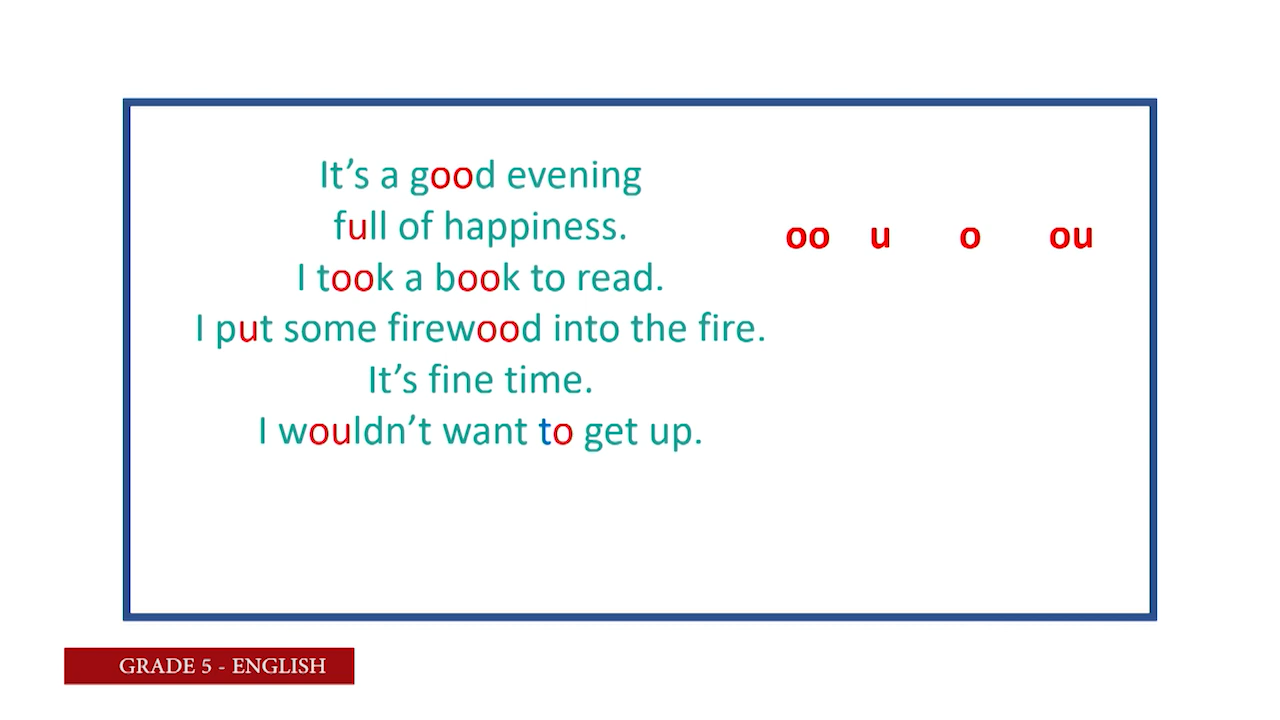 It's a good evening
full of happiness.
I took a book to read.
I put some firewood into the fire.
It's fine time.
I wouldn't want to get up.
oo u o ou
GRADE 5 - ENGLISH